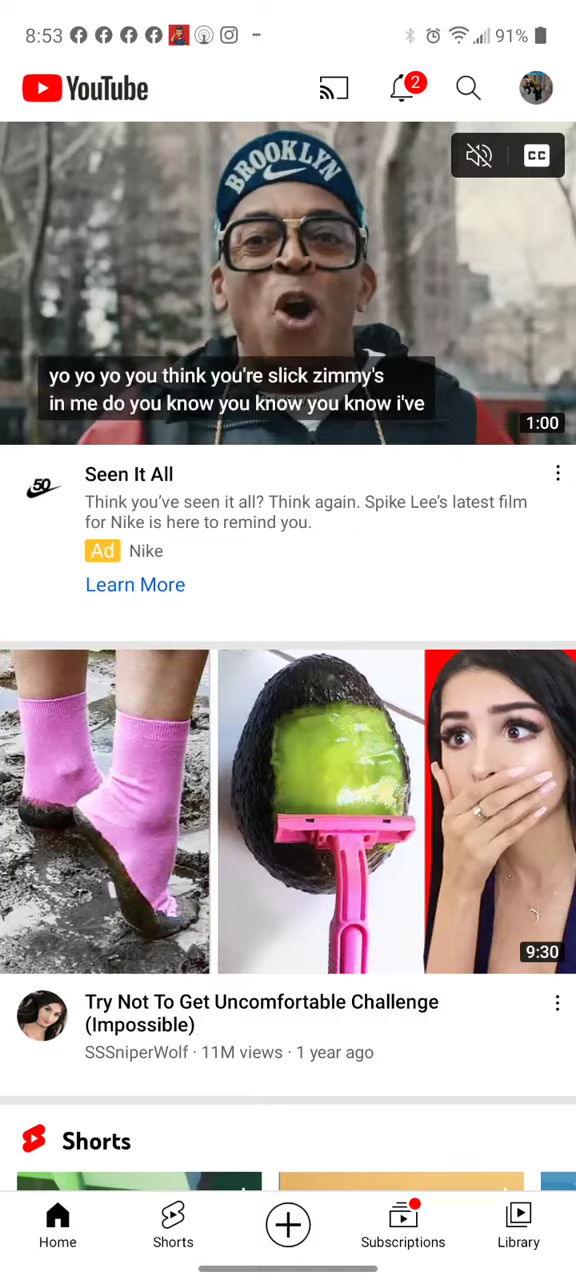 8:53
91%
YouTube
2
BROOKLYN
CC
yo yo yo you think you're slick zimmy's
in me do you know you know you know i've
1:00
50
Seen It All
Think you've seen it all? Think again. Spike Lee's latest film
for Nike is here to remind you.
Ad Nike
Learn More
9:30
Try Not To Get Uncomfortable Challenge
(Impossible)
SSSniperWolf · 11M views · 1 year ago
Shorts
Home
Shorts
Subscriptions
Library